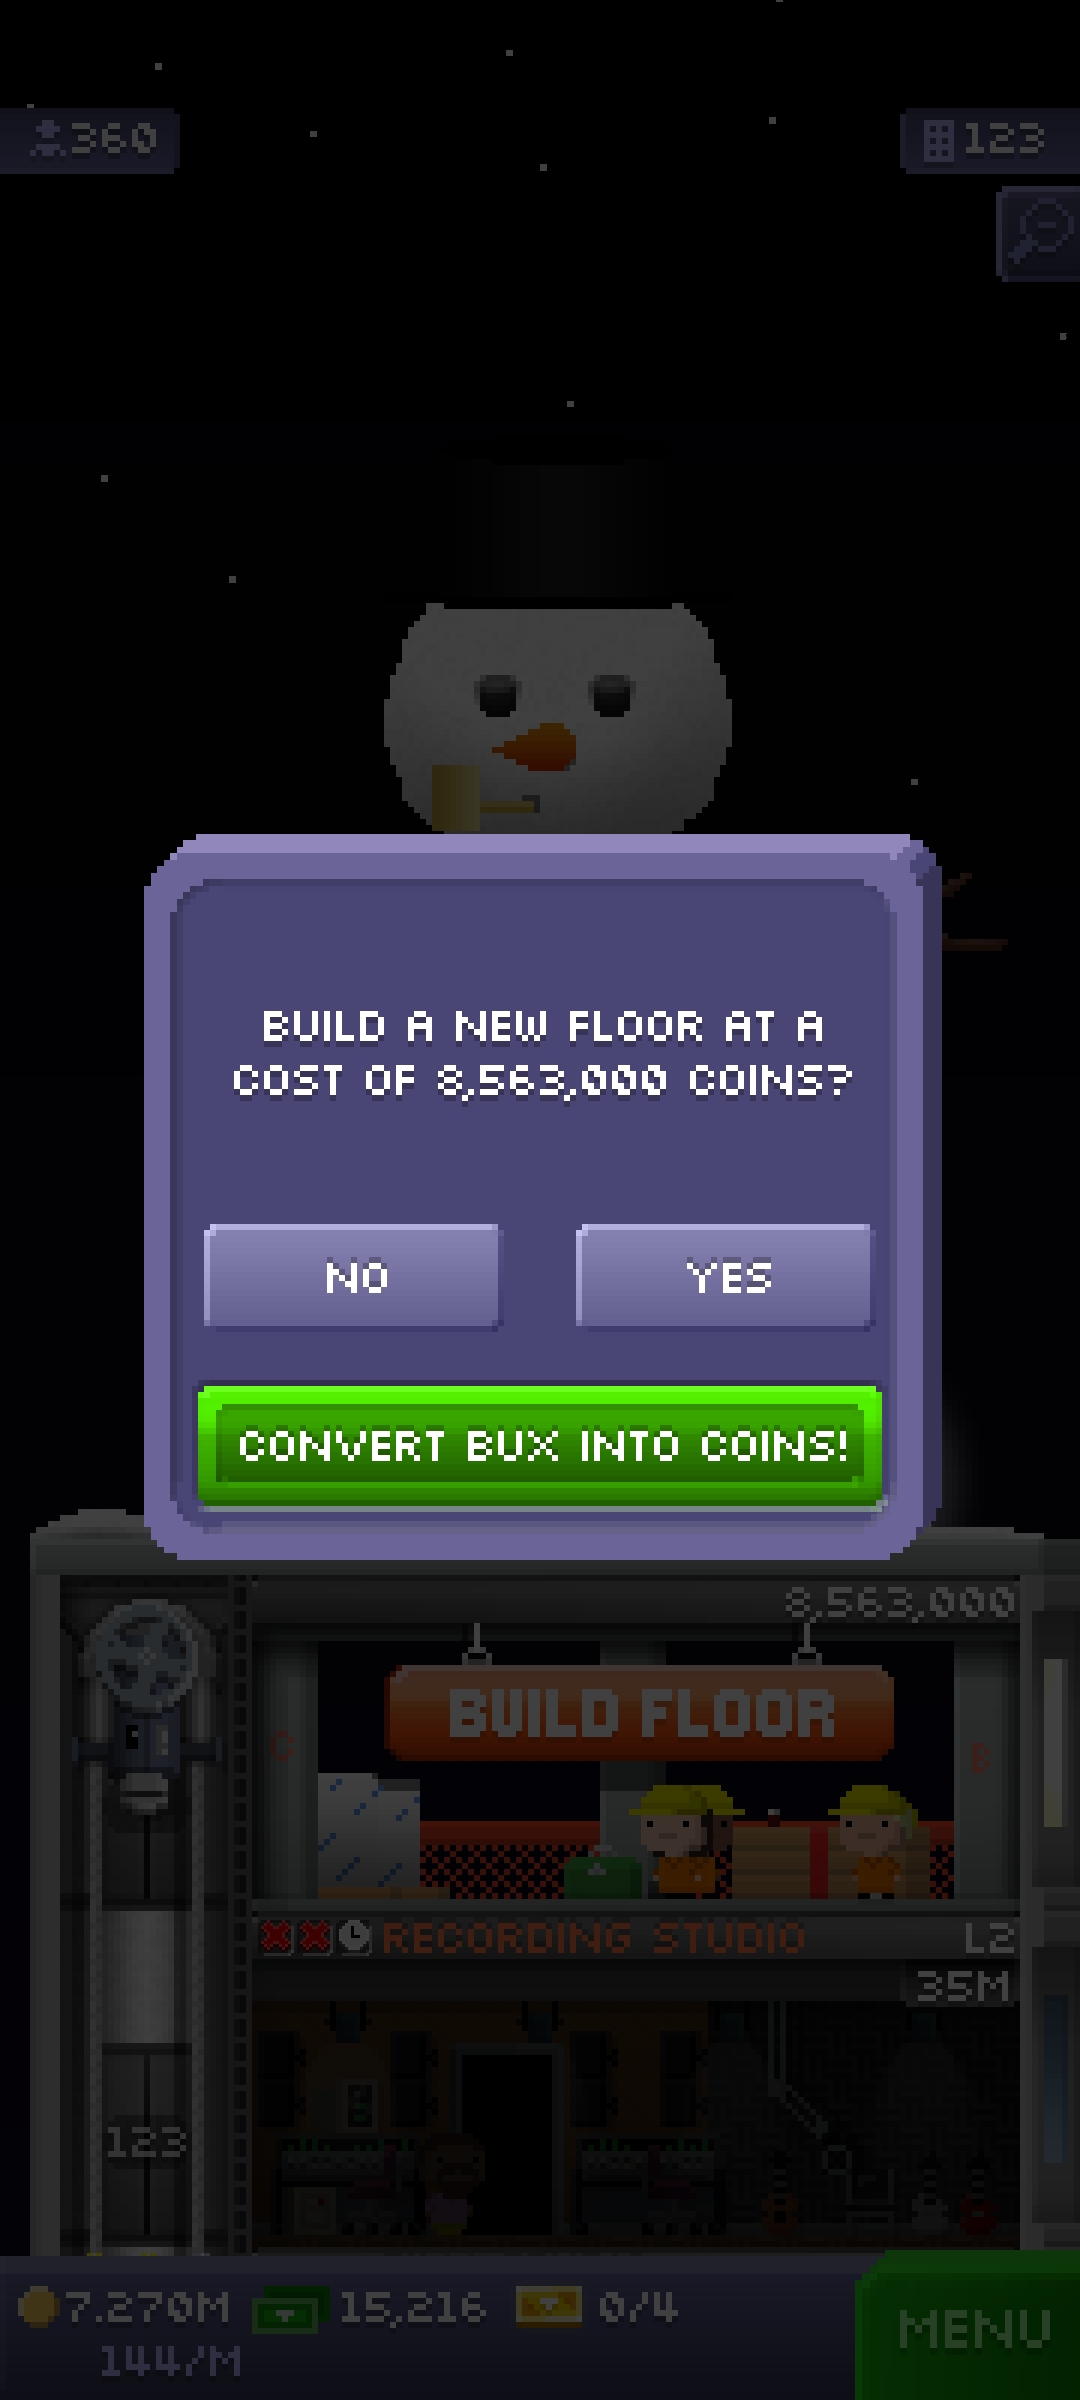 360
123
BUILD A NEW FLOOR AT A
COST OF 8,563,000 COINS?
NO
YES
CONVERT BUX INTO COINS!
8,563,000
BUILD FLOOR
C
B
RECORDING STUDIO
L2
35M
123
7.270M
15,216
0/4
144/M
MENU